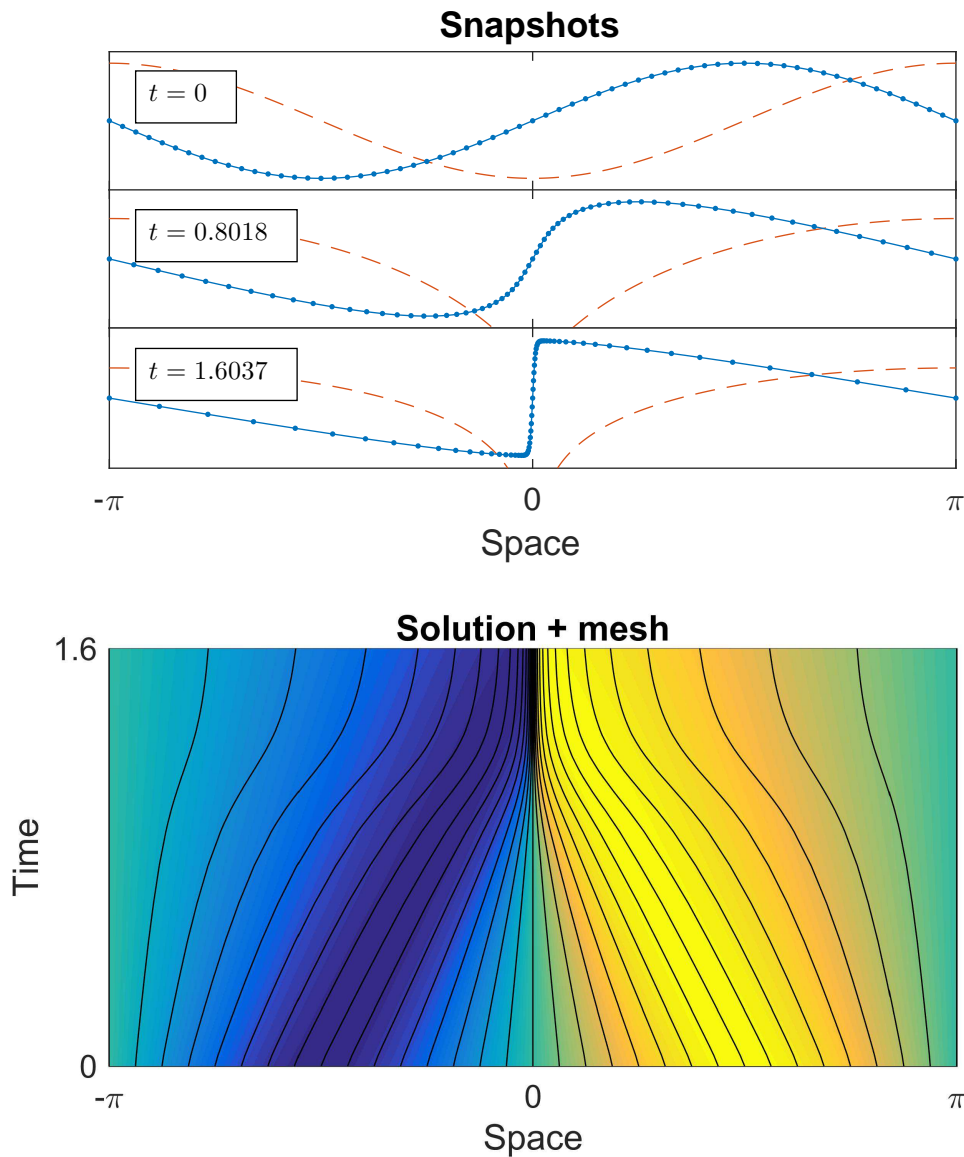 Snapshots
t = 0
t = 0.8018
t = 1.6037
-π 0 π
Space
Solution + mesh
1.6
Time
0
-π 0 π
Space